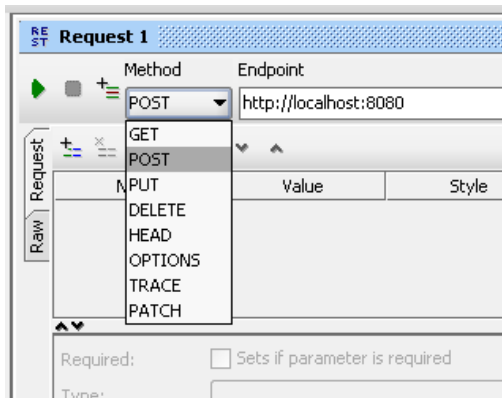 RE
ST Request 1
Method Endpoint
POST http://localhost:8080
GET
POST
PUT
DELETE
HEAD
OPTIONS
TRACE
PATCH
Request
Raw
N Value Style
Required: Sets if parameter is required
Type: